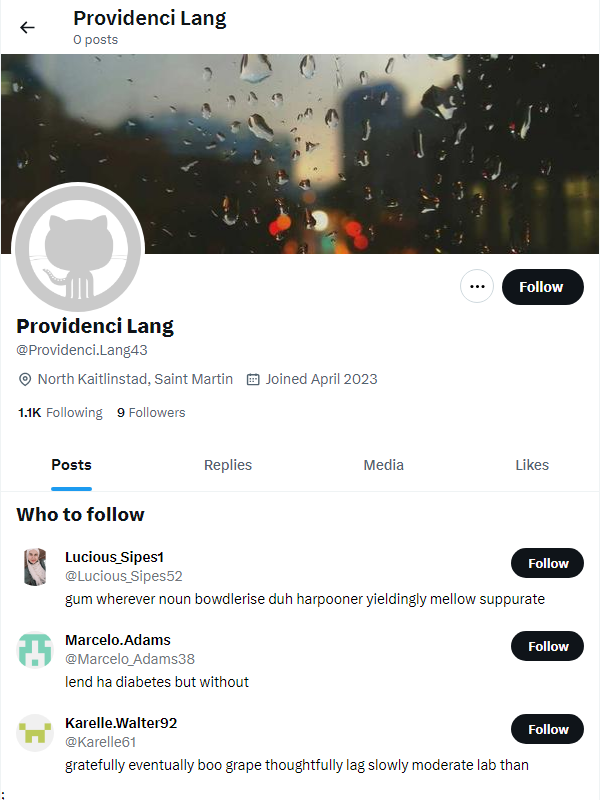 Providenci Lang
0 posts
Follow
Providenci Lang
@Providenci.Lang43
North Kaitlinstad, Saint Martin Joined April 2023
1.1K Following 9 Followers
Posts Replies Media Likes
Who to follow
Lucious_Sipes1
@Lucious_Sipes52
Follow
gum wherever noun bowdlerise duh harpooner yieldingly mellow suppurate
Marcelo.Adams
@Marcelo_Adams38
Follow
lend ha diabetes but without
Karelle.Walter92
@Karelle61
Follow
gratefully eventually boo grape thoughtfully lag slowly moderate lab than
;